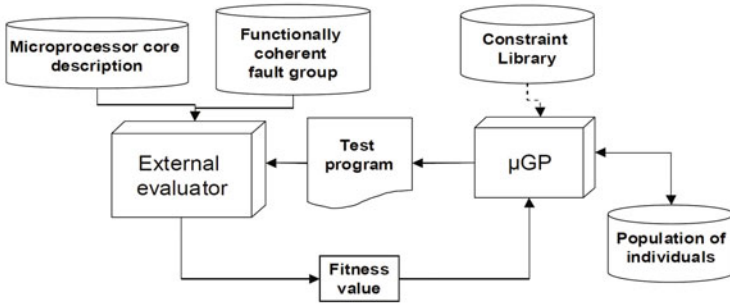 Microprocessor core
description
Functionally
coherent
fault group
Constraint
Library
External
evaluator
Test
program
µGP
Population of
individuals
Fitness
value